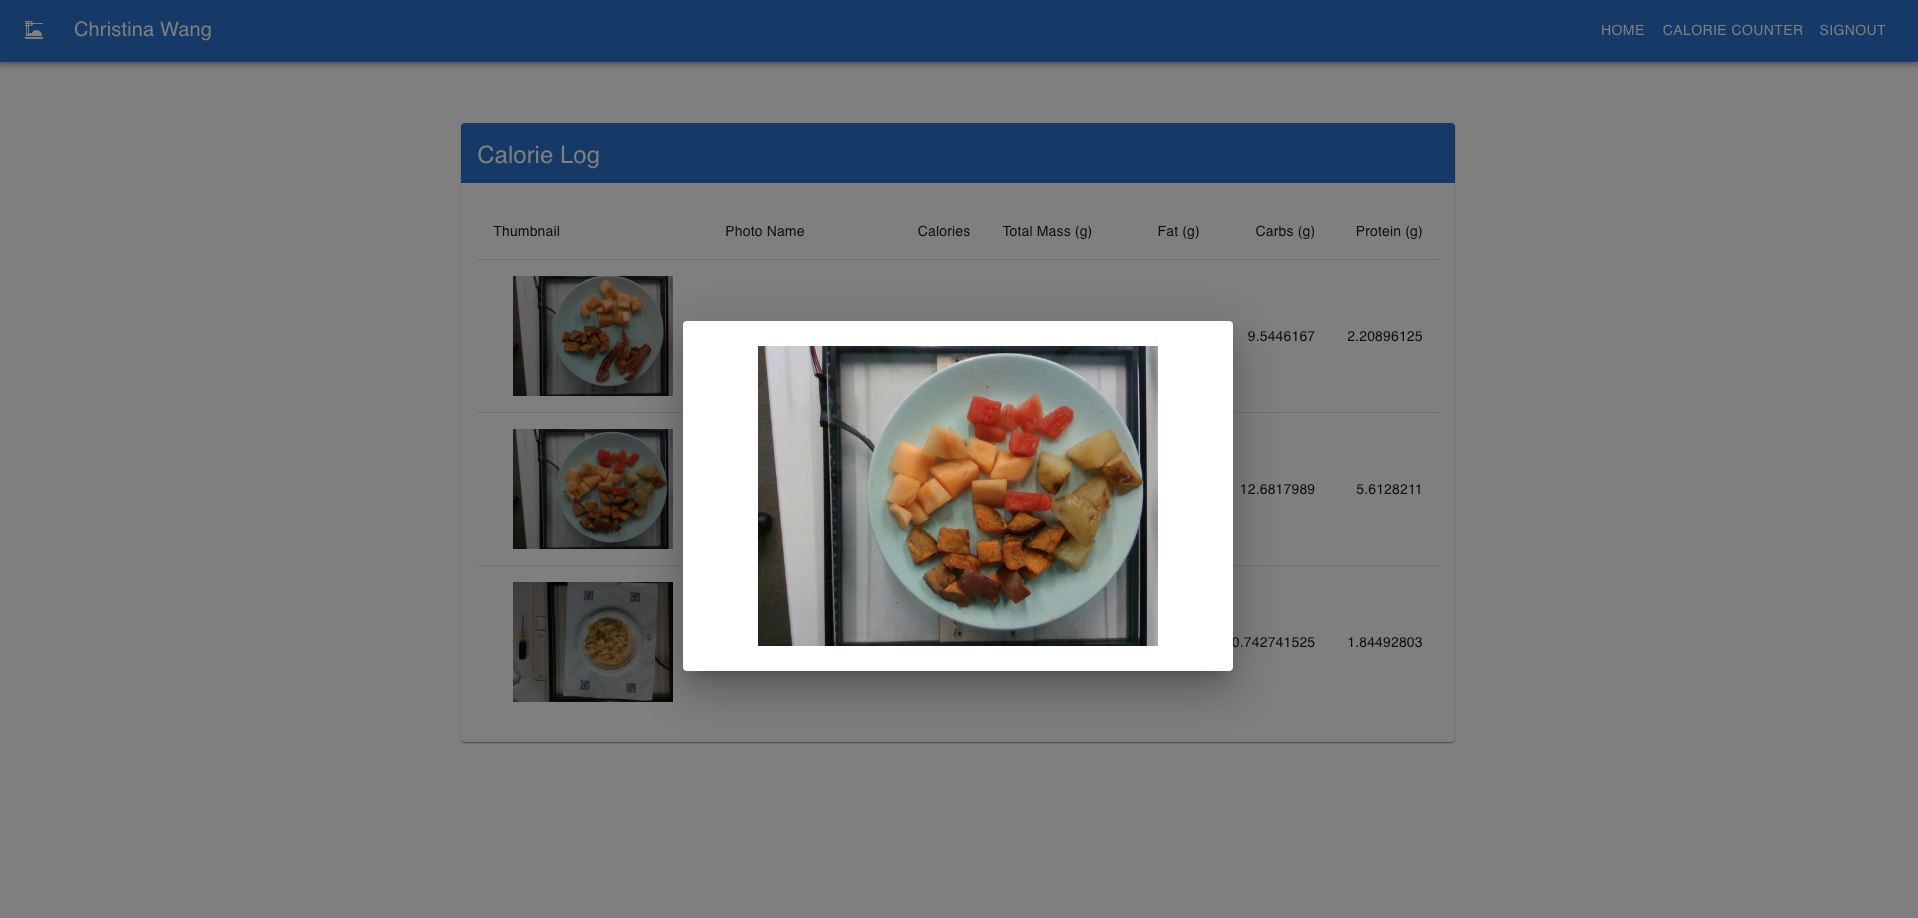 Christina Wang
HOME CALORIE COUNTER SIGNOUT
Calorie Log
Thumbnail Photo Name Calories Total Mass (g) Fat (g) Carbs (g) Protein (g)
9.5446167 2.20896125
12.6817989 5.6128211
0.742741525 1.84492803